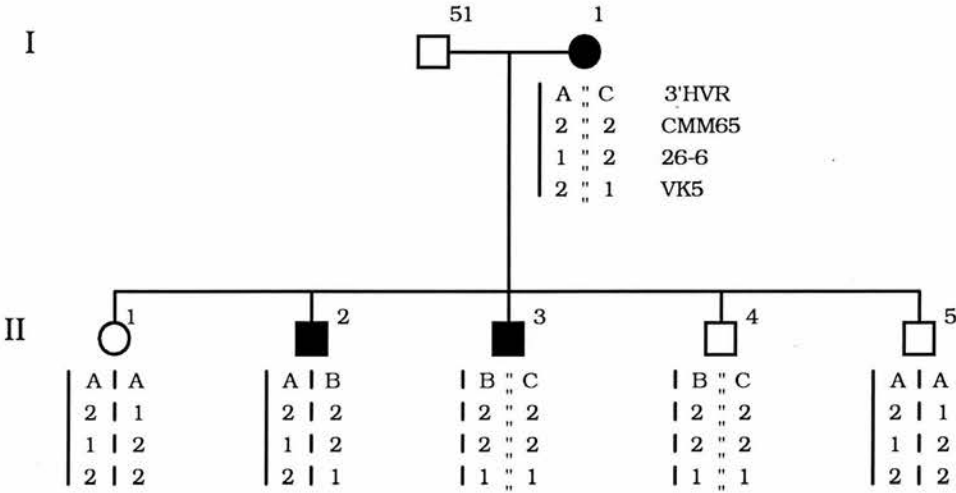 51 1
I
A " C 3'HVR
2 " 2 CMM65
1 " 2 26-6
2 " 1 VK5
II
1 2 3 4 5
A A A B B " C B " C A A
2 1 2 2 2 " 2 2 " 2 2 1
1 2 1 2 2 " 2 2 " 2 1 2
2 2 2 1 1 " 1 1 " 1 2 2